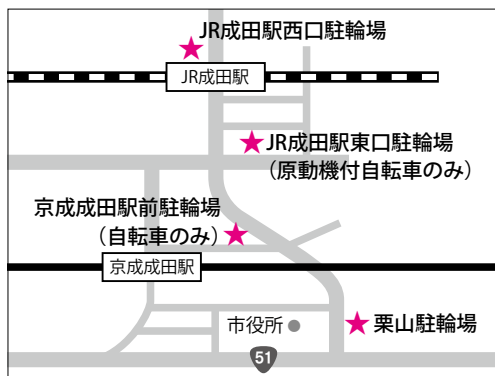 JR成田駅西口駐輪場
JR成田駅
JR成田駅東口駐輪場
（原動機付自転車のみ）
京成成田駅前駐輪場
（自転車のみ）
京成成田駅
市役所
栗山駐輪場
51